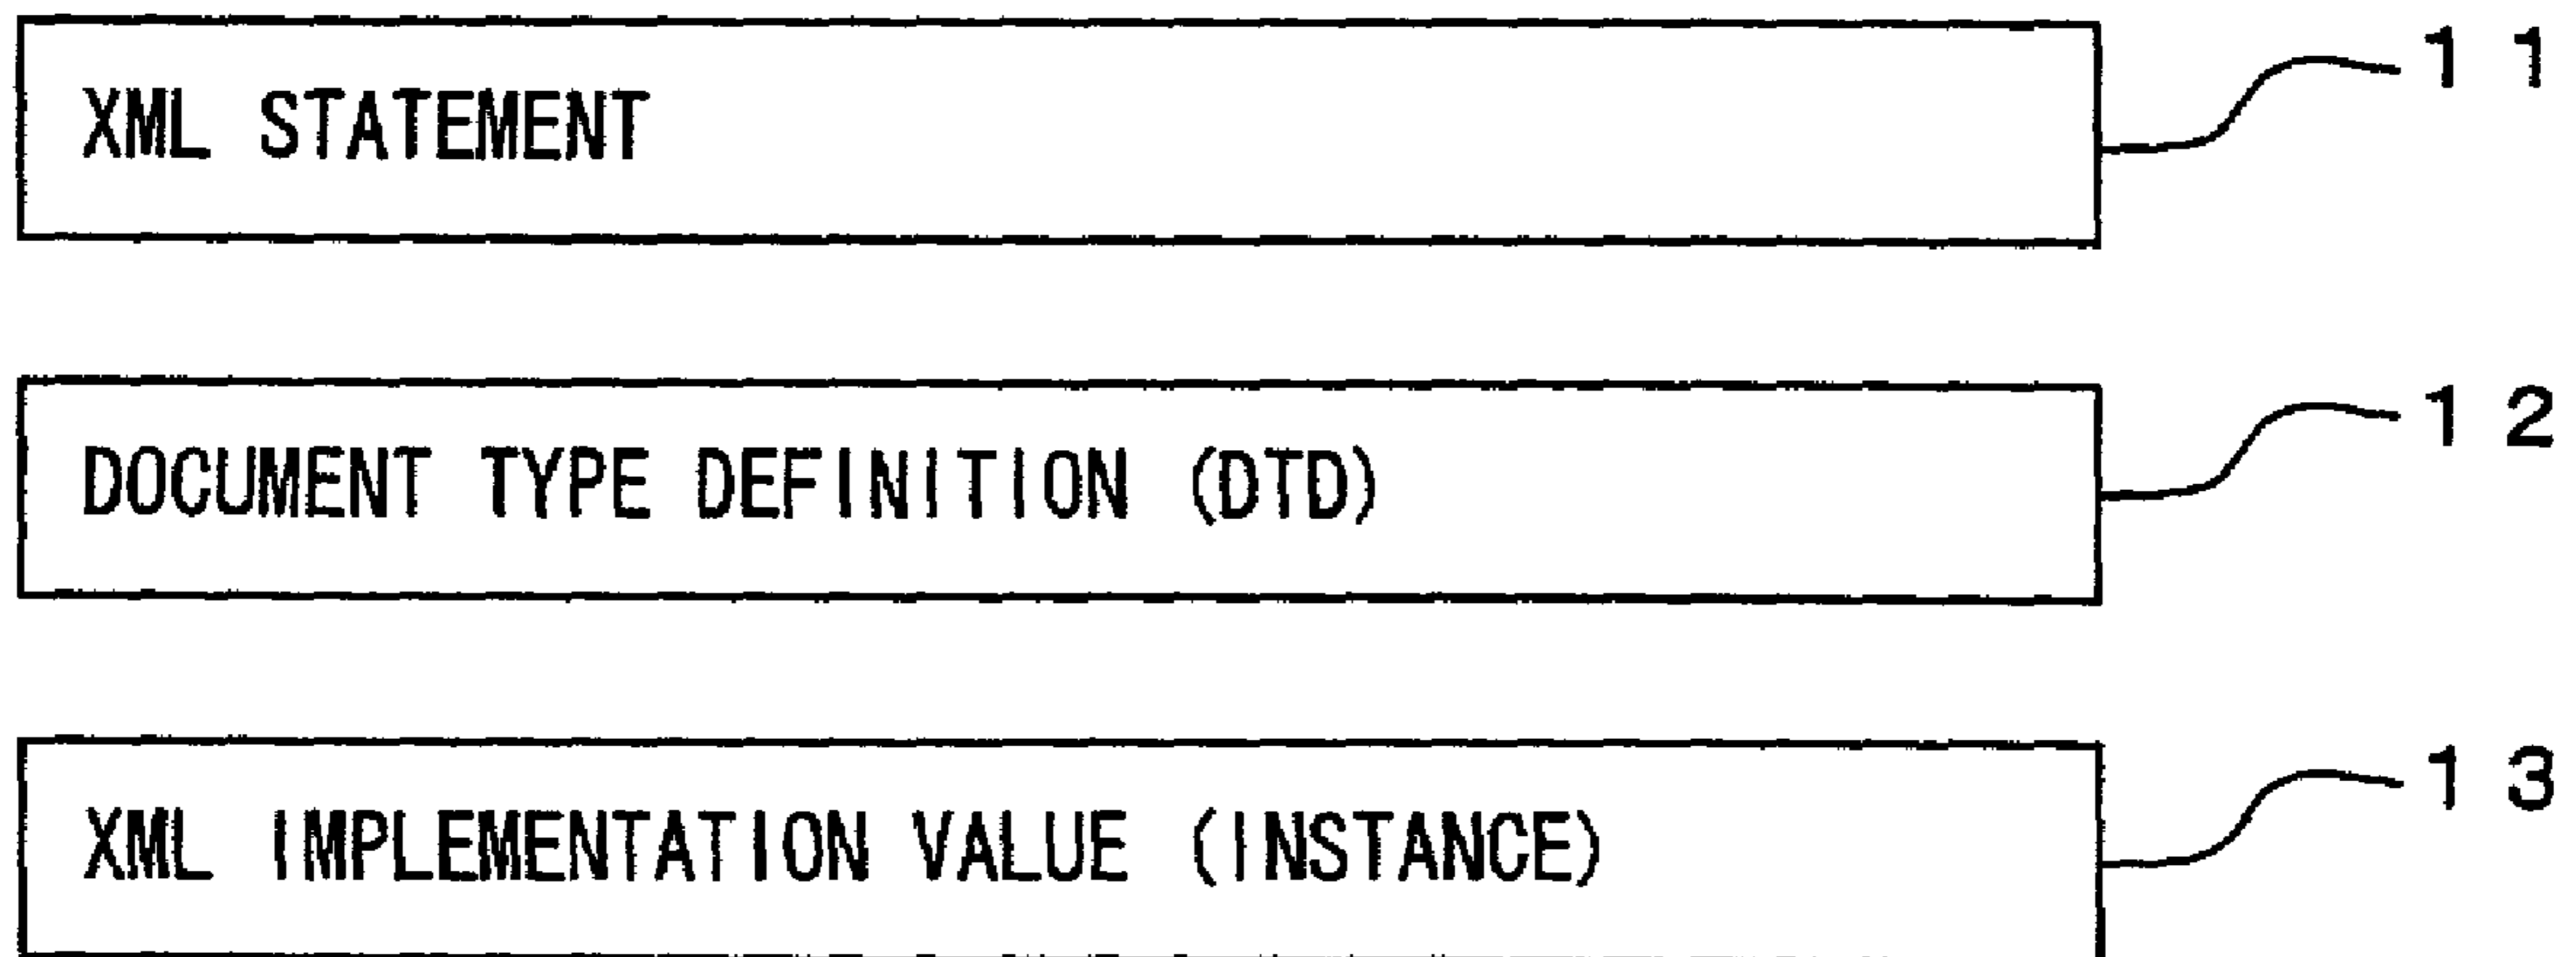 XML STATEMENT 11
DOCUMENT TYPE DEFINITION (DTD) 12
XML IMPLEMENTATION VALUE (INSTANCE) 13